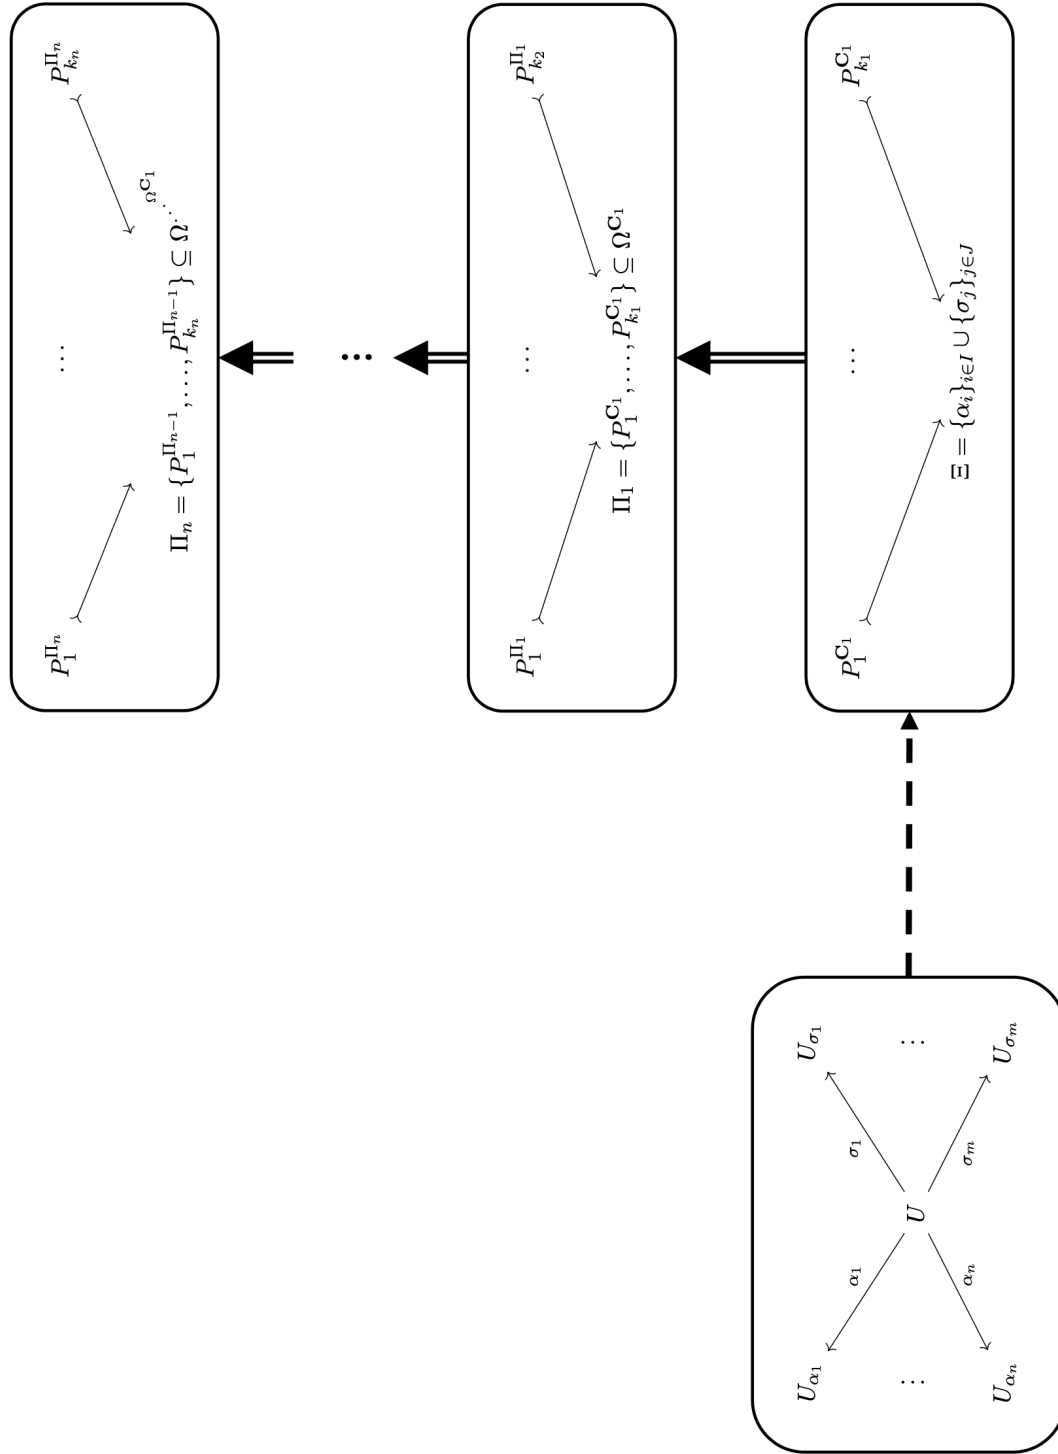 $P_1^{\Pi_n}$ ... $P_{k_n}^{\Pi_n}$
$\Pi_n = \{P_1^{\Pi_{n-1}}, \ldots, P_{k_n}^{\Pi_{n-1}}\} \subseteq \Omega^{\cdot^{\cdot^{\cdot^{\Omega^{\mathbf{C}_1}}}}}$
...
$P_1^{\Pi_1}$ ... $P_{k_2}^{\Pi_1}$
$\Pi_1 = \{P_1^{\mathbf{C}_1}, \ldots, P_{k_1}^{\mathbf{C}_1}\} \subseteq \Omega^{\mathbf{C}_1}$
$P_1^{\mathbf{C}_1}$ ... $P_{k_1}^{\mathbf{C}_1}$
$\Xi = \{\alpha_i\}_{i \in I} \cup \{\sigma_j\}_{j \in J}$
$U_{\alpha_1}$ $U_{\sigma_1}$
$\alpha_1$ $\sigma_1$
... $U$ ...
$\alpha_n$ $\sigma_m$
$U_{\alpha_n}$ $U_{\sigma_m}$